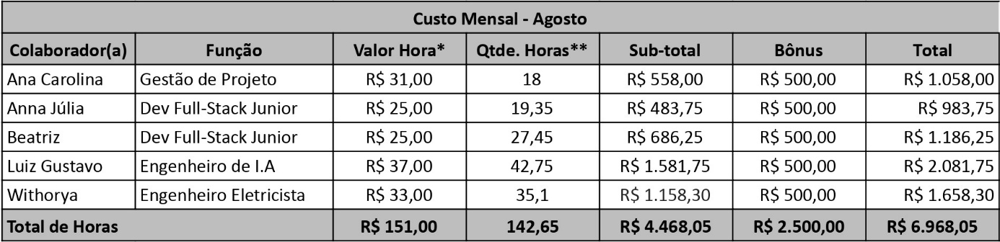 Custo Mensal - Agosto
Colaborador(a) Função Valor Hora* Qtde. Horas** Sub-total Bônus Total
Ana Carolina Gestão de Projeto R$ 31,00 18 R$ 558,00 R$ 500,00 R$ 1.058,00
Anna Júlia Dev Full-Stack Junior R$ 25,00 19,35 R$ 483,75 R$ 500,00 R$ 983,75
Beatriz Dev Full-Stack Junior R$ 25,00 27,45 R$ 686,25 R$ 500,00 R$ 1.186,25
Luiz Gustavo Engenheiro de I.A R$ 37,00 42,75 R$ 1.581,75 R$ 500,00 R$ 2.081,75
Withorya Engenheiro Eletricista R$ 33,00 35,1 R$ 1.158,30 R$ 500,00 R$ 1.658,30
Total de Horas R$ 151,00 142,65 R$ 4.468,05 R$ 2.500,00 R$ 6.968,05